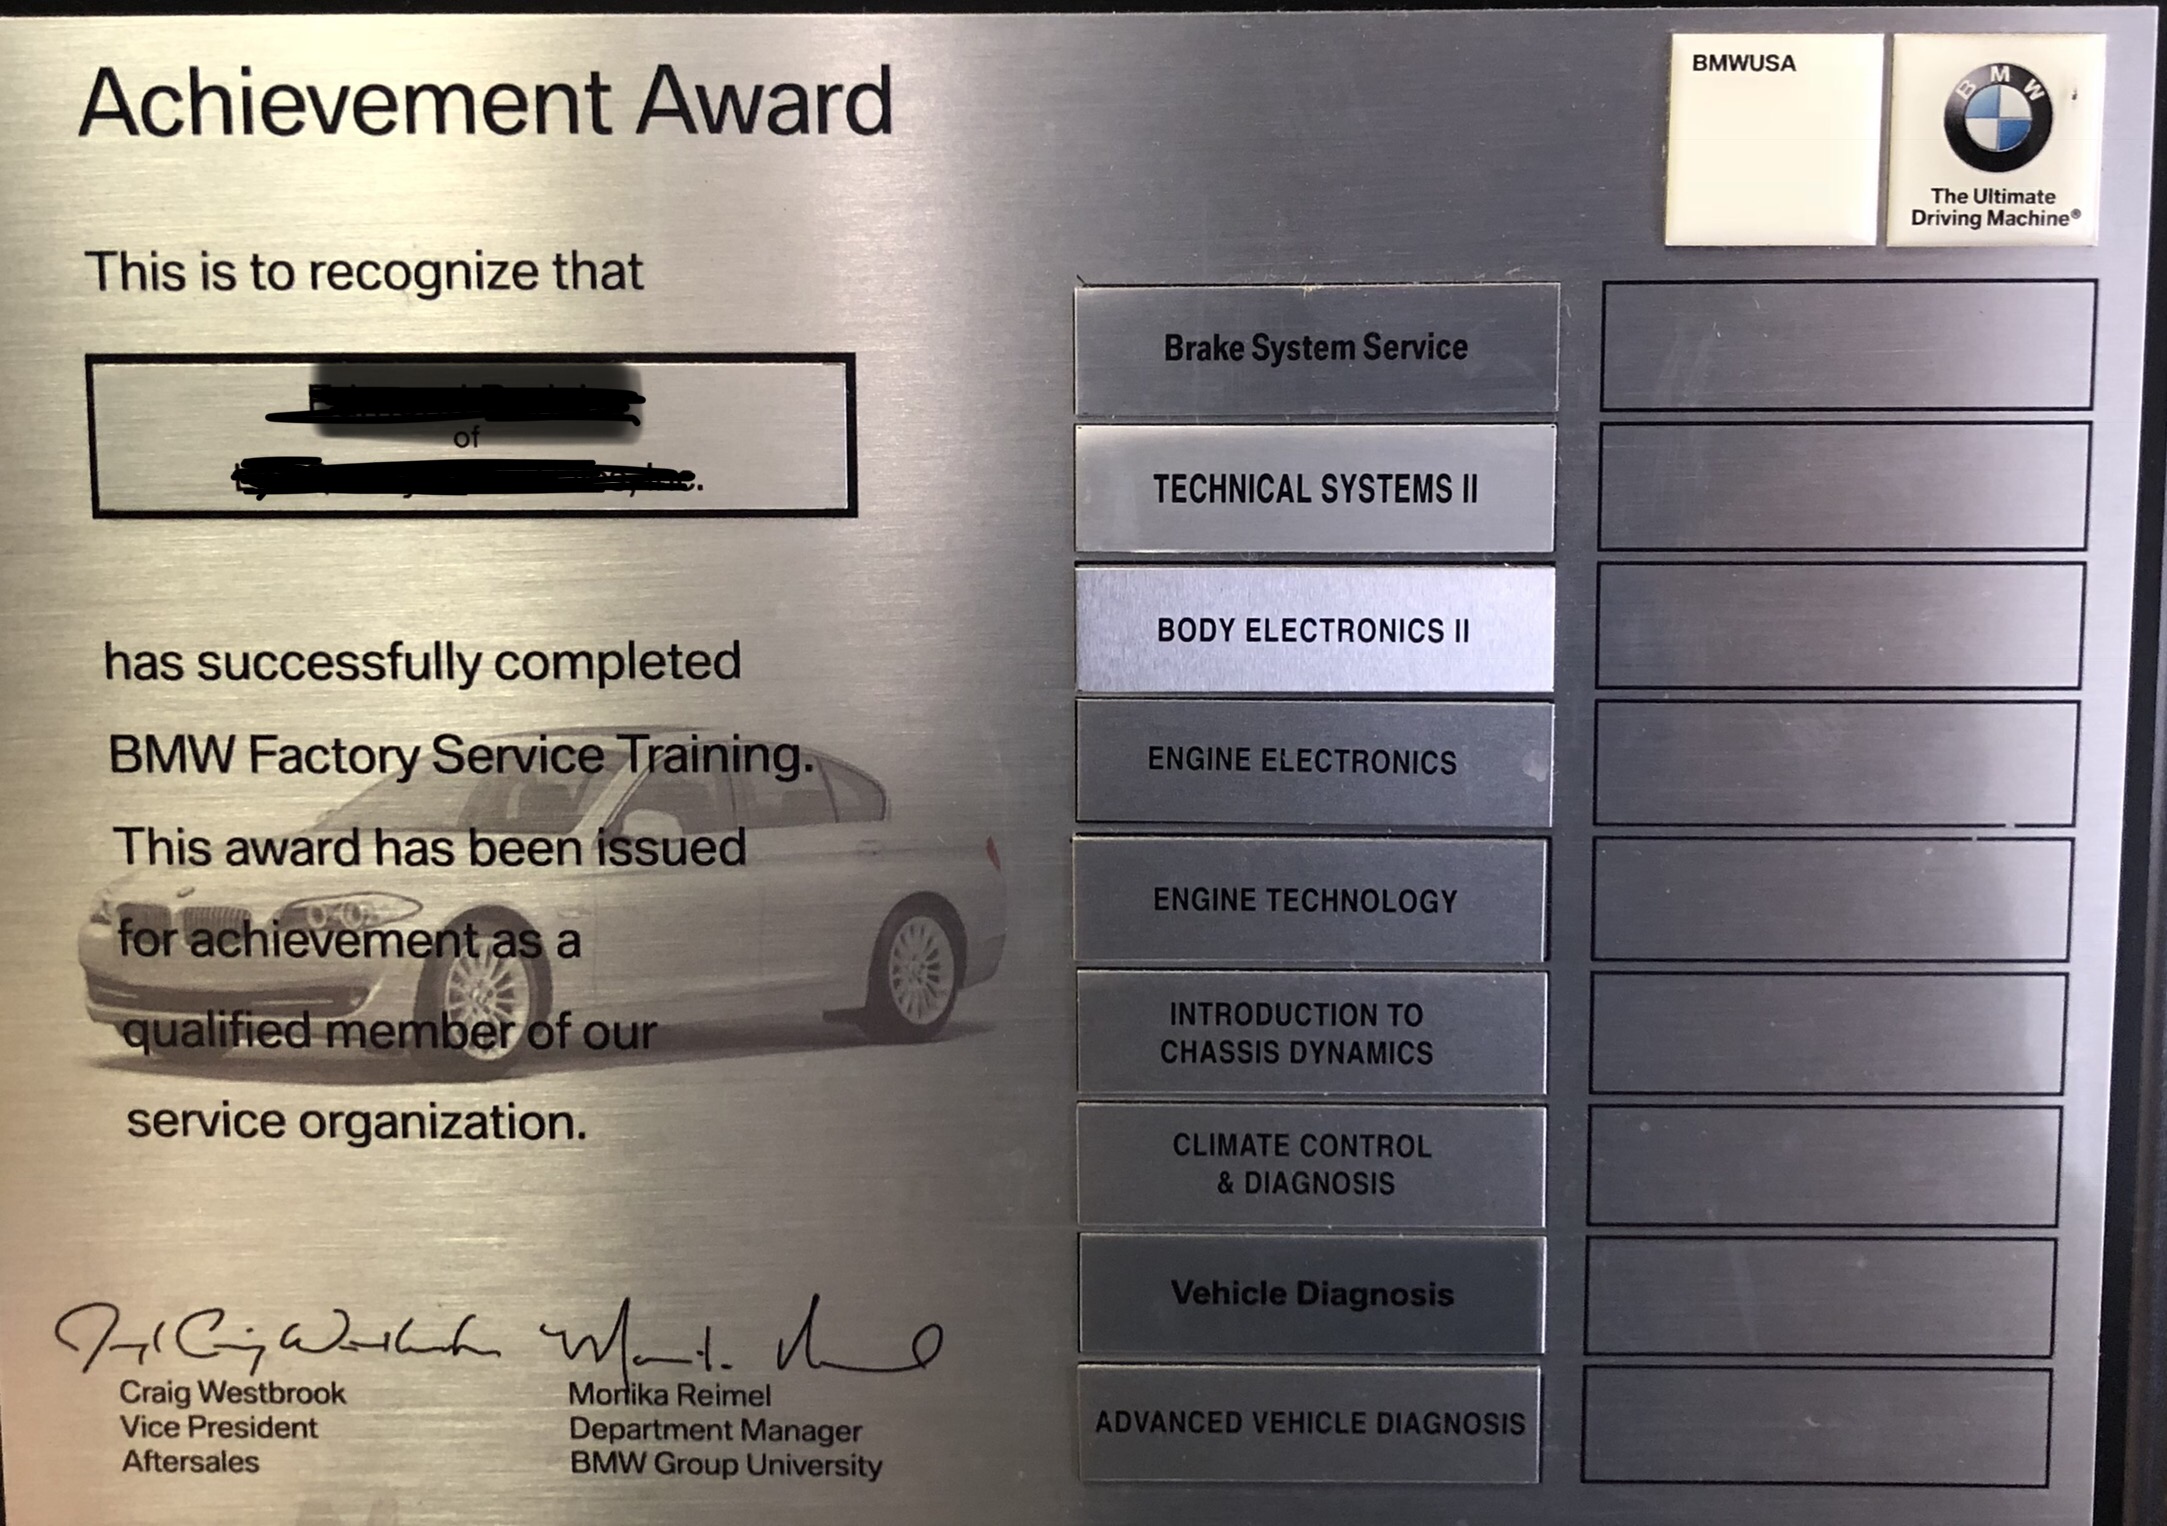 Achievement Award
This is to recognize that
of
has successfully completed
BMW Factory Service Training.
This award has been issued
for achievement as a
qualified member of our
service organization.
Craig Westbrook
Vice President
Aftersales
Monika Reimel
Department Manager
BMW Group University
BMWUSA
BMW
The Ultimate
Driving Machine®
Brake System Service
TECHNICAL SYSTEMS II
BODY ELECTRONICS II
ENGINE ELECTRONICS
ENGINE TECHNOLOGY
INTRODUCTION TO
CHASSIS DYNAMICS
CLIMATE CONTROL
& DIAGNOSIS
Vehicle Diagnosis
ADVANCED VEHICLE DIAGNOSIS